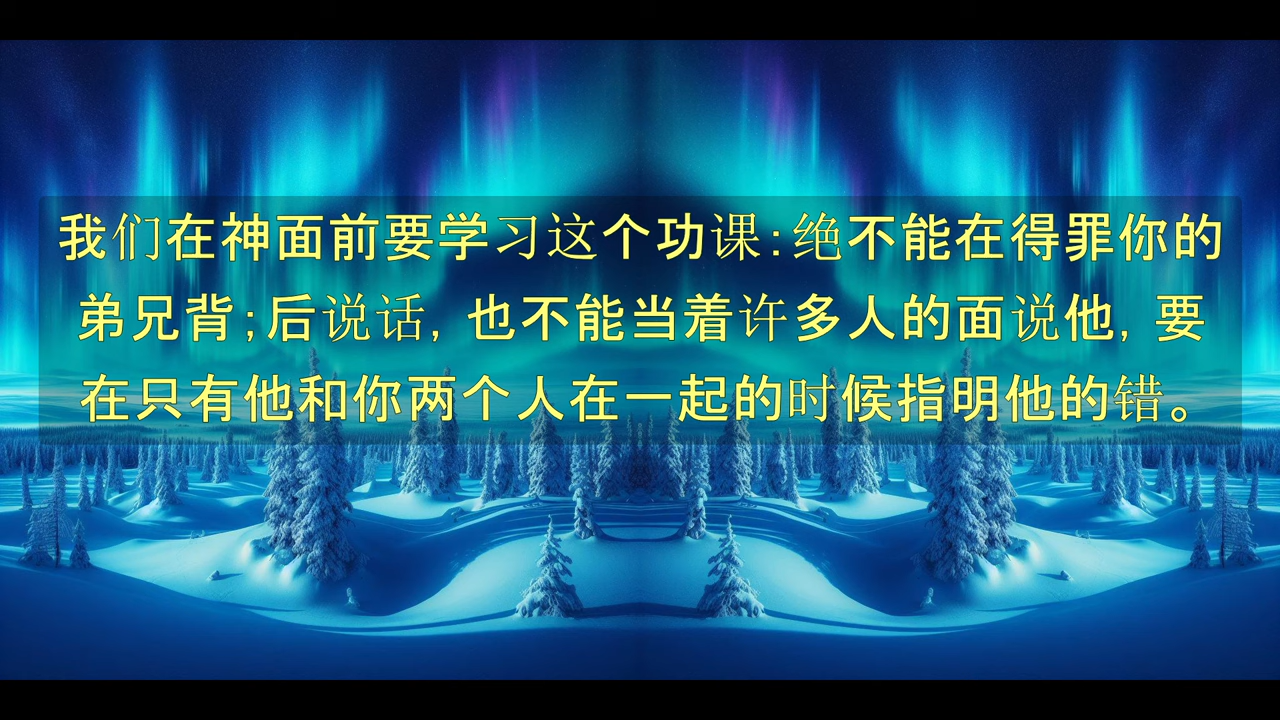 我们在神面前要学习这个功课:绝不能在得罪你的
弟兄背;后说话,也不能当着许多人的面说他,要
在只有他和你两个人在一起的时候指明他的错。